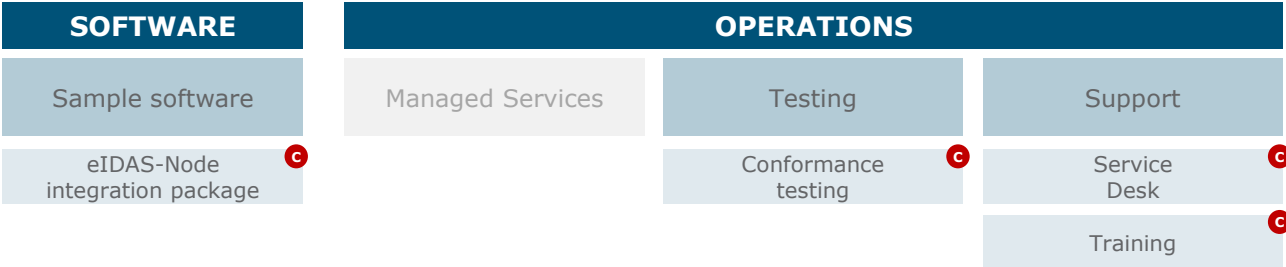 SOFTWARE
OPERATIONS
Sample software
Managed Services
Testing
Support
eIDAS-Node
integration package
C
Conformance
testing
C
Service
Desk
C
Training
C